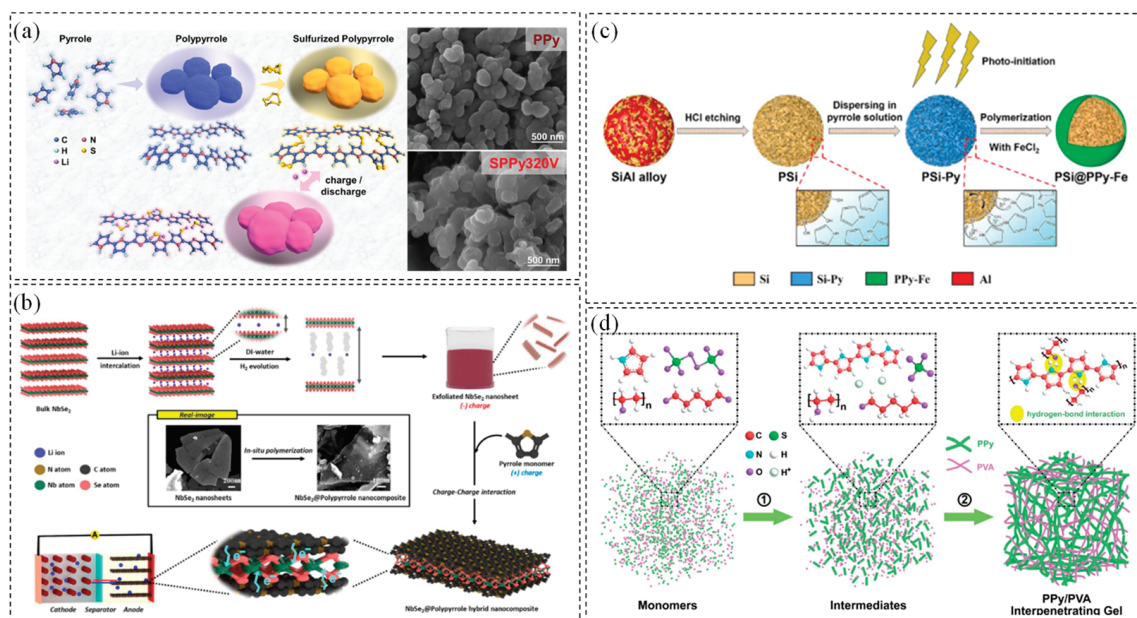 (a)
Pyrrole
Polypyrrole
Sulfurized Polypyrrole
C
N
H
S
Li
charge /
discharge
PPy
500 nm
SPPy320V
500 nm
(b)
Li-ion
intercalation
DI-water
H₂ evolution
Bulk NbSe₂
Exfoliated NbSe₂ nanosheet
(-) charge
Real-image
In-situ polymerization
NbSe₂ nanosheets
NbSe₂@Polypyrrole nanocomposite
Pyrrole monomer
(+) charge
Charge-Charge interaction
Li ion
N atom
C atom
Nb atom
Se atom
A
Cathode
Separator
Anode
e⁻
e⁻
e⁻
NbSe₂@Polypyrrole hybrid nanocomposite
(c)
Photo-initiation
HCl etching
Dispersing in
pyrrole solution
Polymerization
With FeCl₂
SiAl alloy
PSi
PSi-Py
PSi@PPy-Fe
Si
Si-Py
PPy-Fe
Al
(d)
n
n
hydrogen-bond interaction
C
S
N
H
O
H⁺
PPy
PVA
①
②
Monomers
Intermediates
PPy/PVA
Interpenetrating Gel